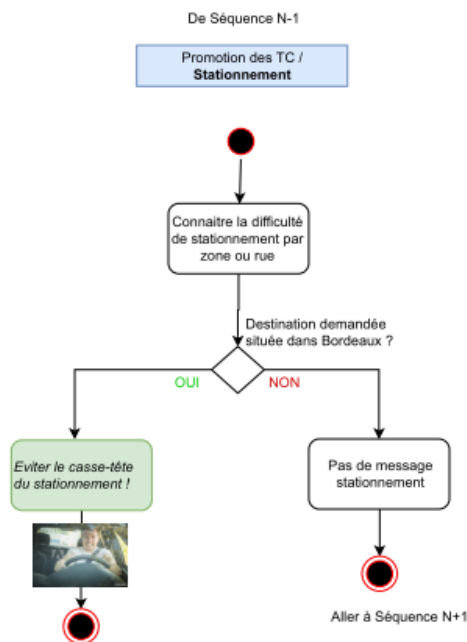 De Séquence N-1
Promotion des TC /
Stationnement
Connaitre la difficulté
de stationnement par
zone ou rue
Destination demandée
située dans Bordeaux ?
OUI
NON
Eviter le casse-tête
du stationnement !
Pas de message
stationnement
Aller à Séquence N+1